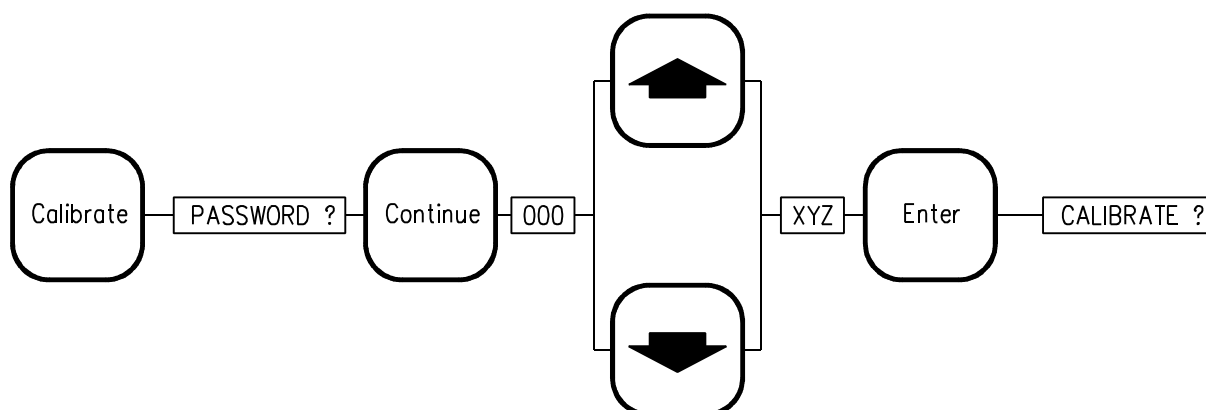 Calibrate
PASSWORD ?
Continue
000
XYZ
Enter
CALIBRATE ?